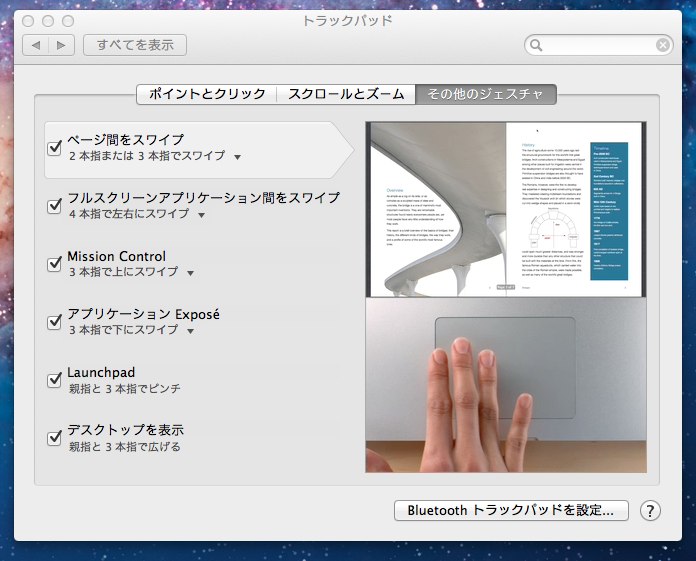 トラックパッド
すべてを表示
ポイントとクリック
スクロールとズーム
その他のジェスチャ
ページ間をスワイプ
2 本指または 3 本指でスワイプ
フルスクリーンアプリケーション間をスワイプ
4 本指で左右にスワイプ
Mission Control
3 本指で上にスワイプ
アプリケーション Exposé
3 本指で下にスワイプ
Launchpad
親指と 3 本指でピンチ
デスクトップを表示
親指と 3 本指で広げる
Overview
History
Timeline
Bluetooth トラックパッドを設定...
?